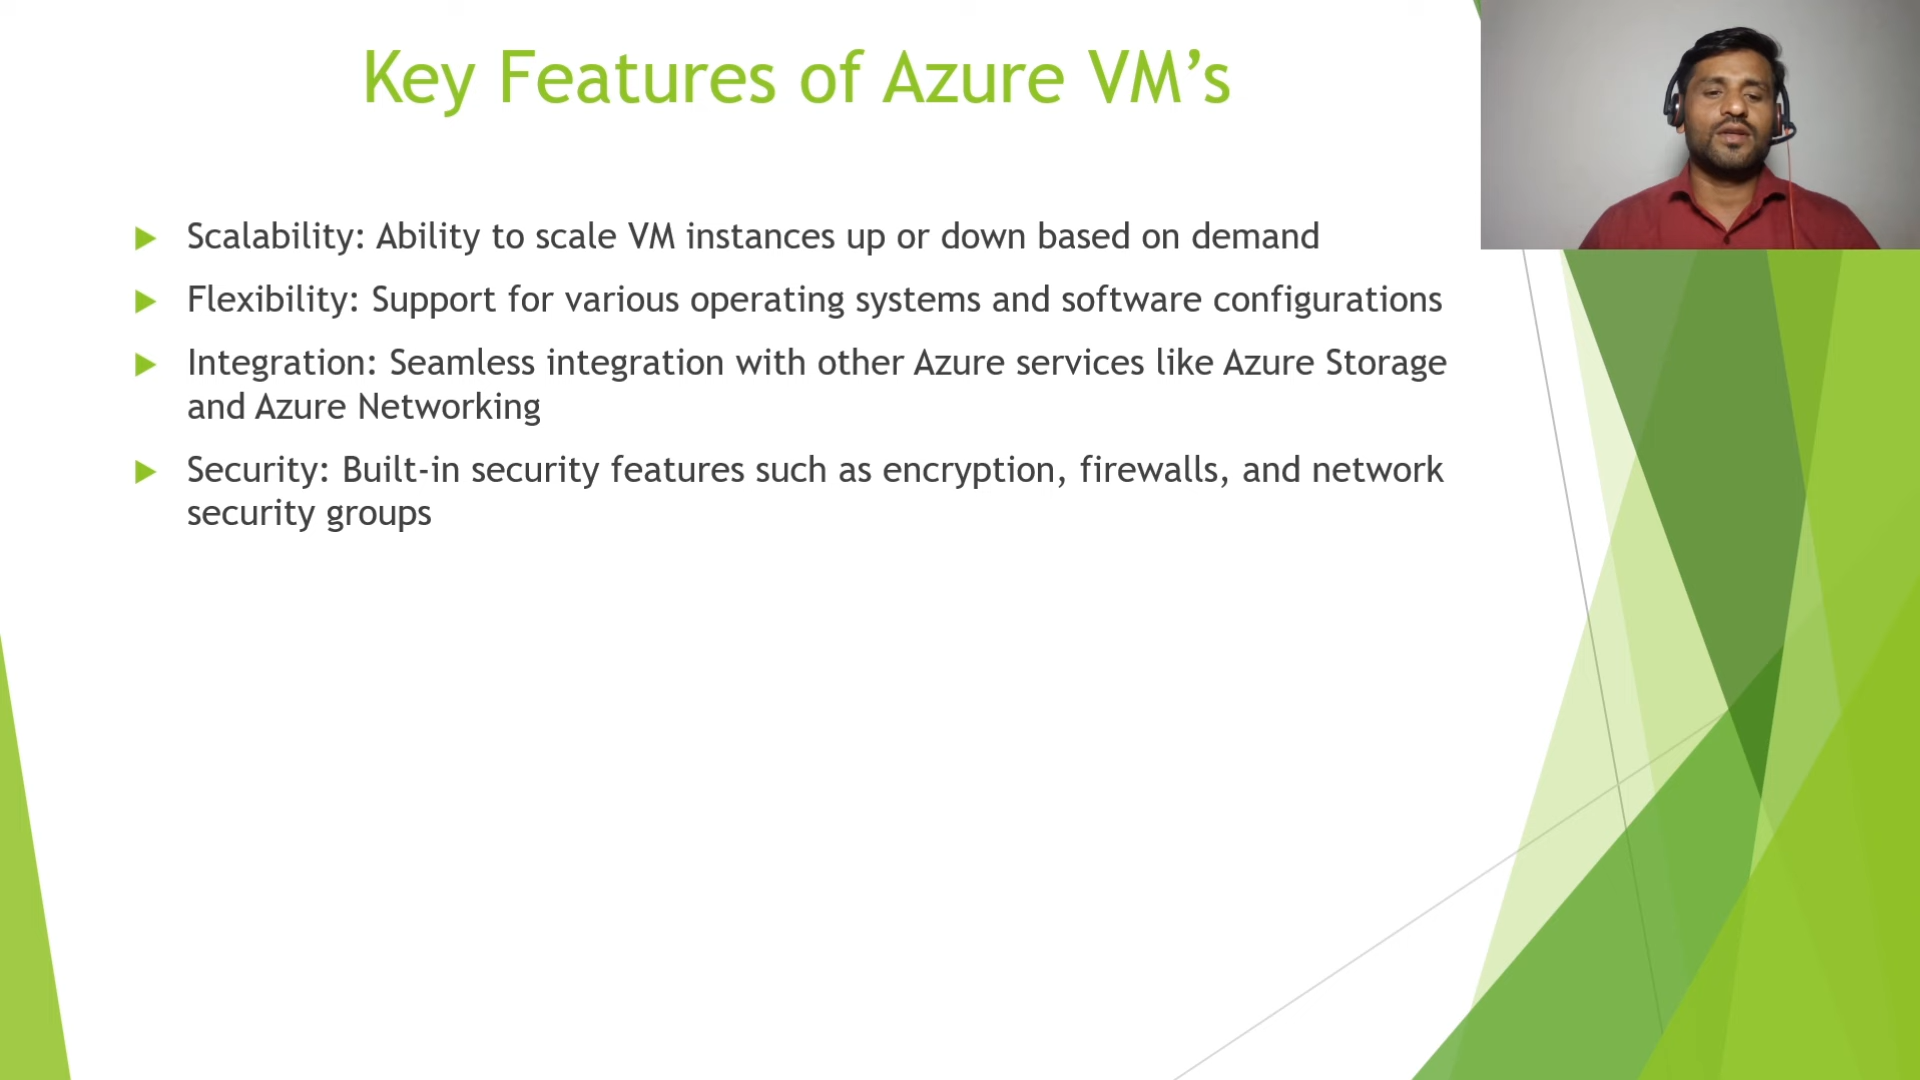 Key Features of Azure VM’s
Scalability: Ability to scale VM instances up or down based on demand
Flexibility: Support for various operating systems and software configurations
Integration: Seamless integration with other Azure services like Azure Storage
and Azure Networking
Security: Built-in security features such as encryption, firewalls, and network
security groups